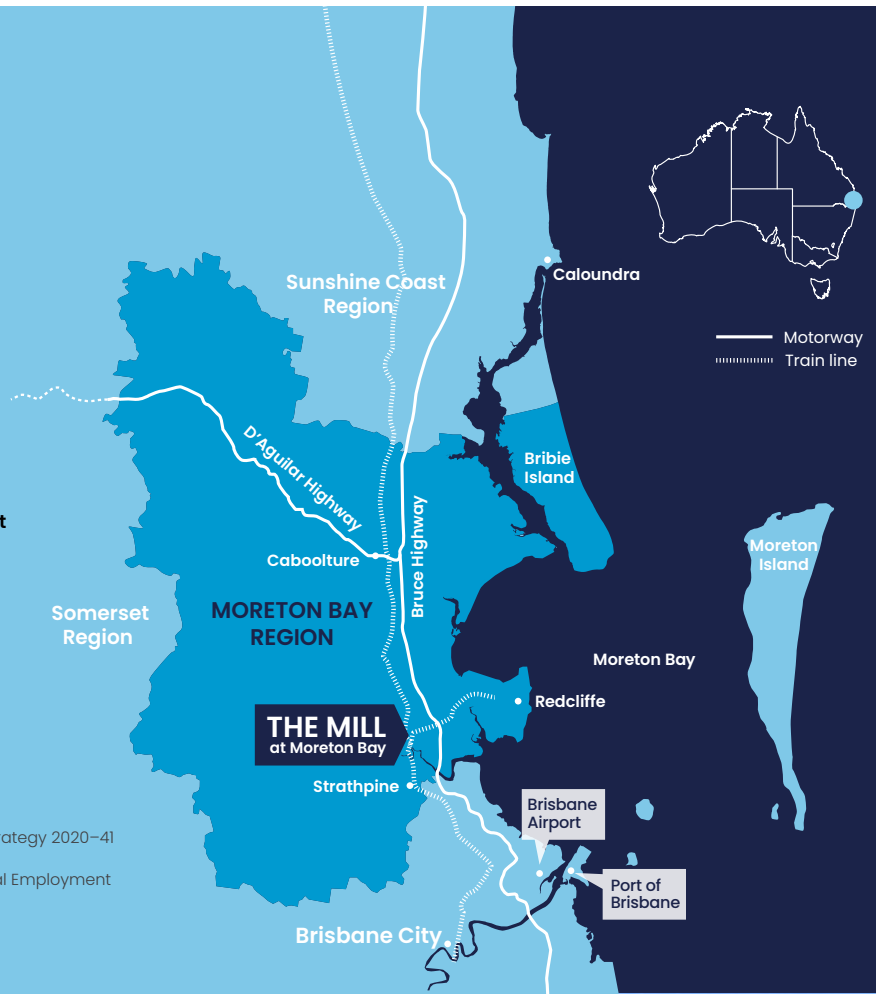 Caloundra
Sunshine Coast
Region
Motorway
Train line
D'Aguilar Highway
Bribie
Island
Bruce Highway
t
Moreton
Island
Caboolture
Somerset
Region
MORETON BAY
REGION
Moreton Bay
Redcliffe
THE MILL
at Moreton Bay
Strathpine
Brisbane
Airport
ategy 2020–41
al Employment
Port of
Brisbane
Brisbane City